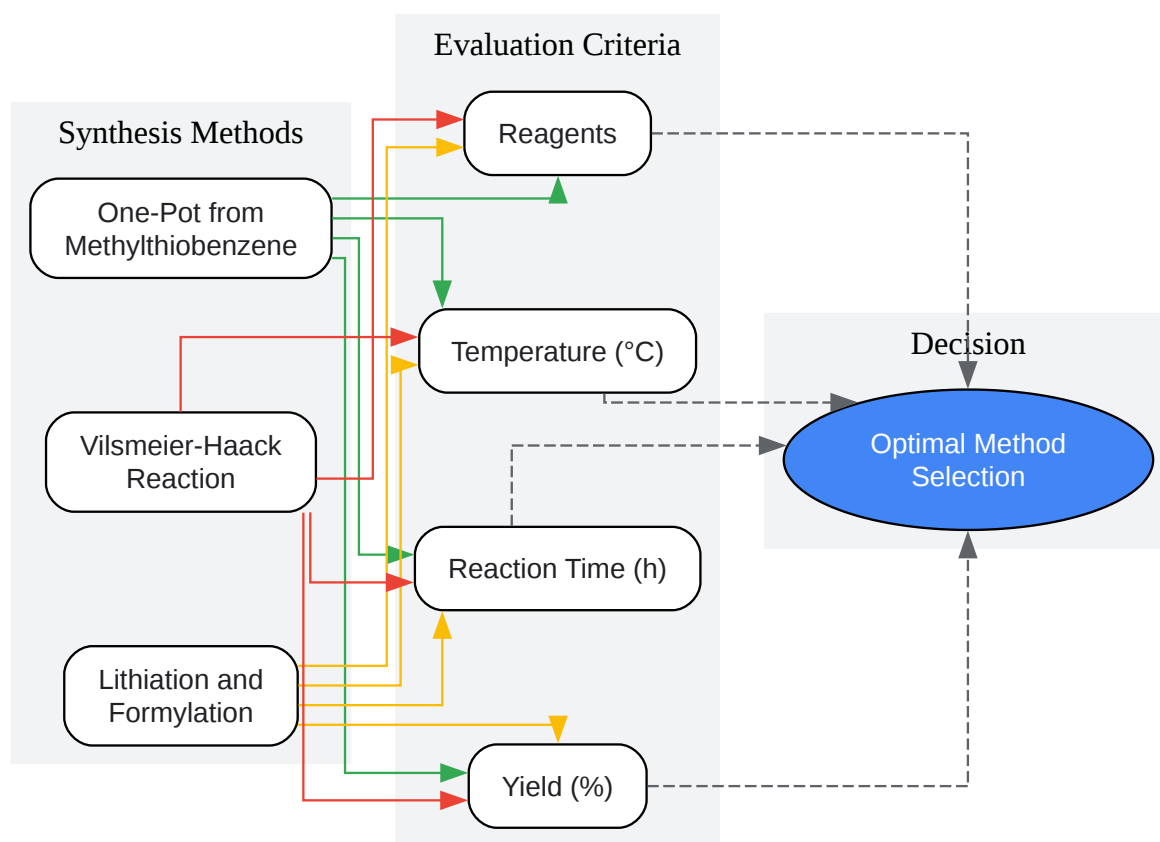 Synthesis Methods
One-Pot from
Methylthiobenzene
Vilsmeier-Haack
Reaction
Lithiation and
Formylation
Evaluation Criteria
Reagents
Temperature (°C)
Reaction Time (h)
Yield (%)
Decision
Optimal Method
Selection